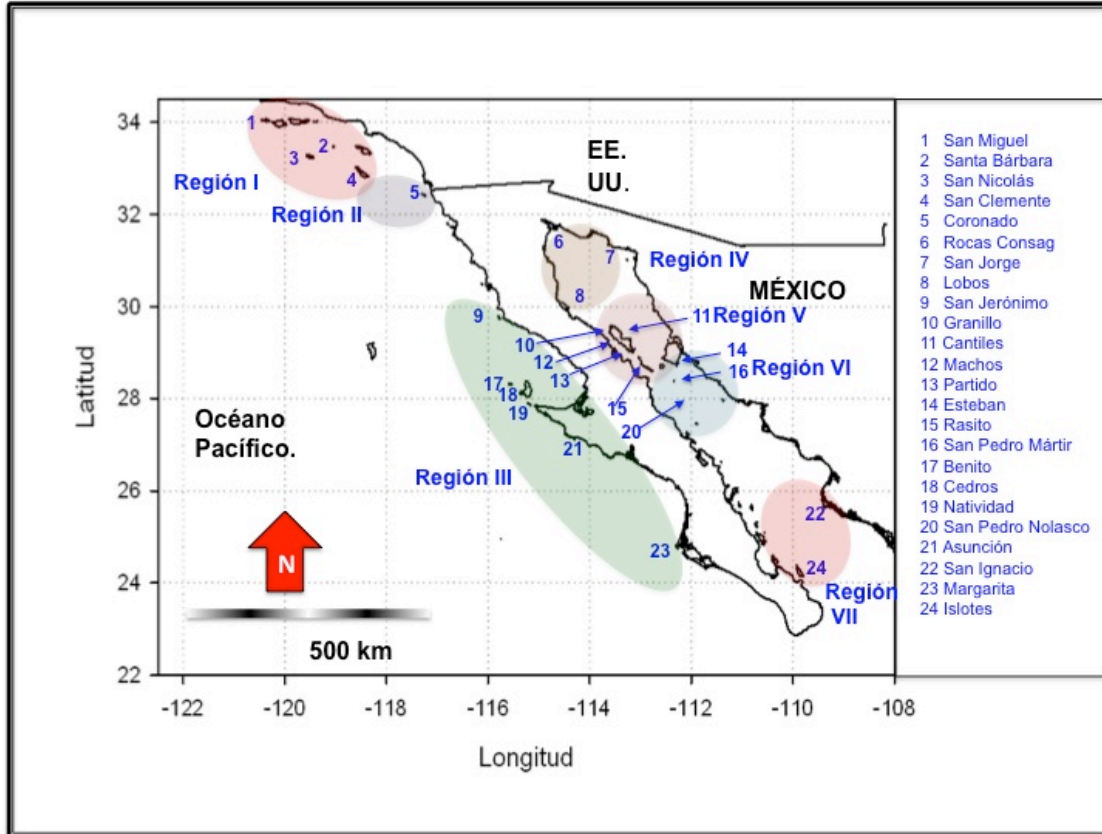 34
32
30
28
26
24
22
Latitud
-122
-120
-118
-116
-114
-112
-110
-108
Longitud
EE.
UU.
MÉXICO
Océano
Pacífico.
N
500 km
Región I
Región II
Región III
Región IV
Región V
Región VI
Región
VII
1
2
3
4
5
6
7
8
9
10
11
12
13
14
15
16
17
18
19
20
21
22
23
24
1 San Miguel
2 Santa Bárbara
3 San Nicolás
4 San Clemente
5 Coronado
6 Rocas Consag
7 San Jorge
8 Lobos
9 San Jerónimo
10 Granillo
11 Cantiles
12 Machos
13 Partido
14 Esteban
15 Rasito
16 San Pedro Mártir
17 Benito
18 Cedros
19 Natividad
20 San Pedro Nolasco
21 Asunción
22 San Ignacio
23 Margarita
24 Islotes